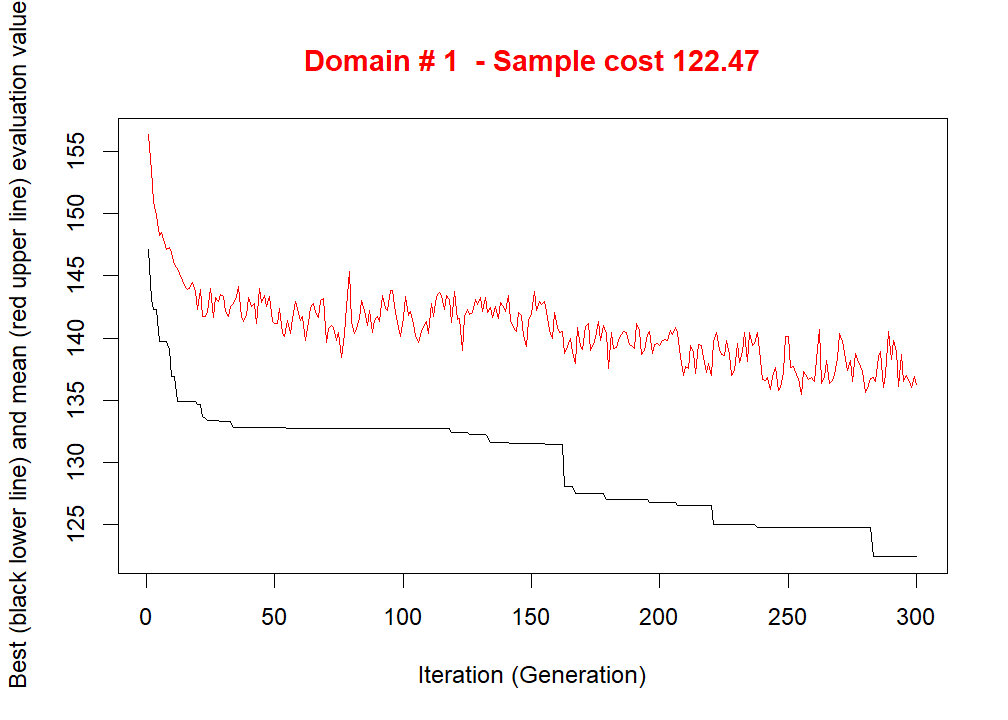 Domain # 1  - Sample cost 122.47
Best (black lower line) and mean (red upper line) evaluation value
155
150
145
140
135
130
125
0 50 100 150 200 250 300
Iteration (Generation)